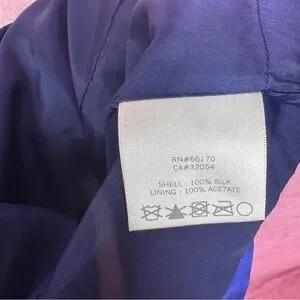 RN#66170
CA#32054
SHELL : 100% SILK
LINING : 100% ACETATE